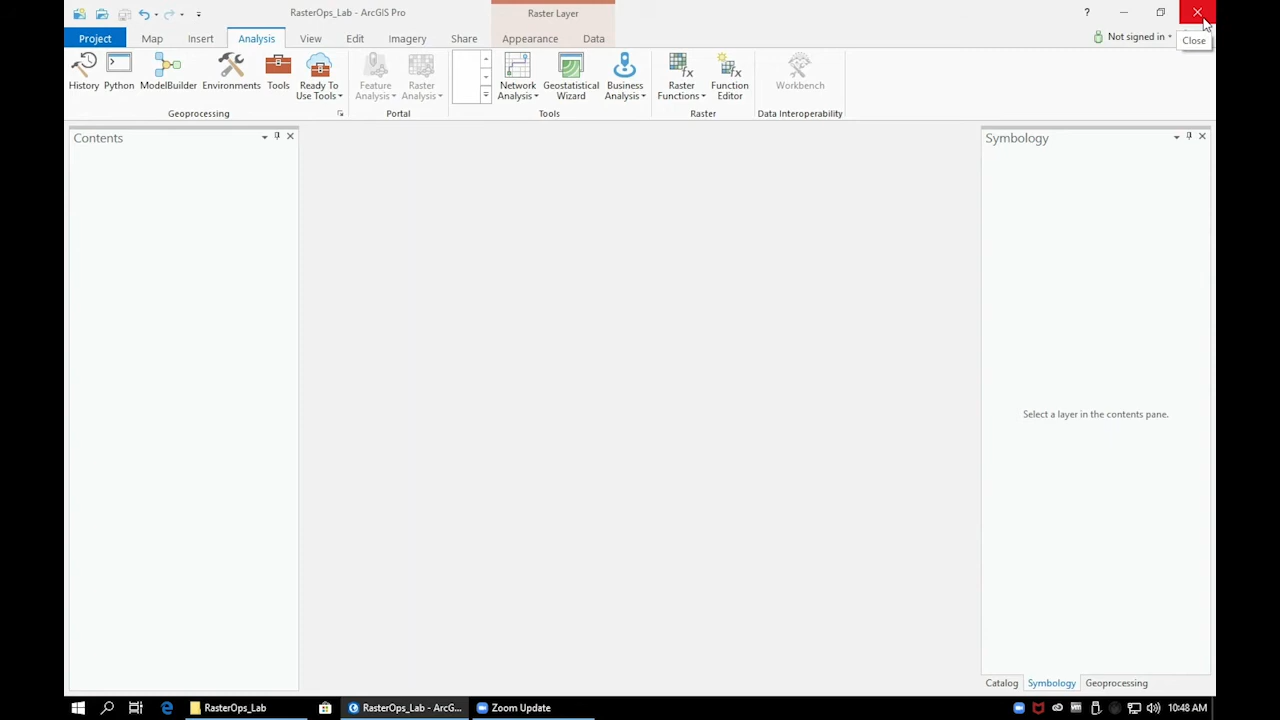 RasterOps_Lab - ArcGIS Pro
Raster Layer
?
Project
Map
Insert
Analysis
View
Edit
Imagery
Share
Appearance
Data
Not signed in
Close
History
Python
ModelBuilder
Environments
Tools
Ready To
Use Tools
Feature
Analysis
Raster
Analysis
Network
Analysis
Geostatistical
Wizard
Business
Analysis
Raster
Functions
Function
Editor
Workbench
Geoprocessing
Portal
Tools
Raster
Data Interoperability
Contents
Symbology
Select a layer in the contents pane.
Catalog
Symbology
Geoprocessing
RasterOps_Lab
RasterOps_Lab - ArcG...
Zoom Update
10:48 AM